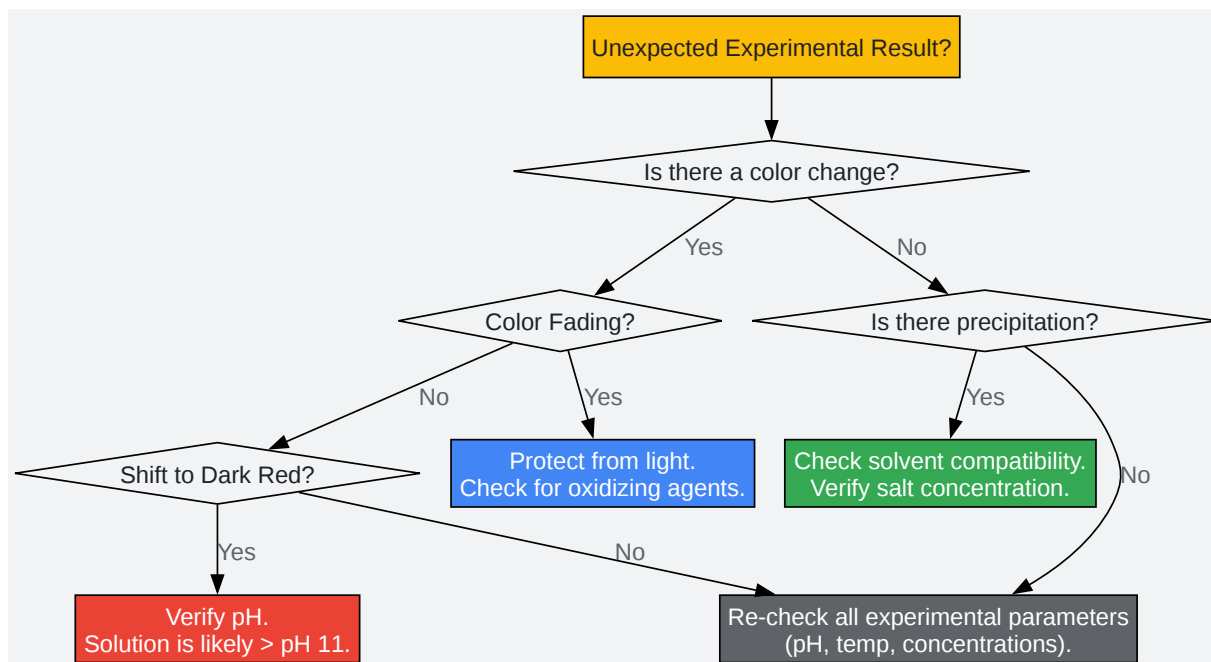 Unexpected Experimental Result?
Is there a color change?
Yes
No
Color Fading?
Is there precipitation?
No
Yes
Yes
Shift to Dark Red?
Protect from light.
Check for oxidizing agents.
Check solvent compatibility.
Verify salt concentration.
No
Yes
No
Verify pH.
Solution is likely > pH 11.
Re-check all experimental parameters
(pH, temp, concentrations).